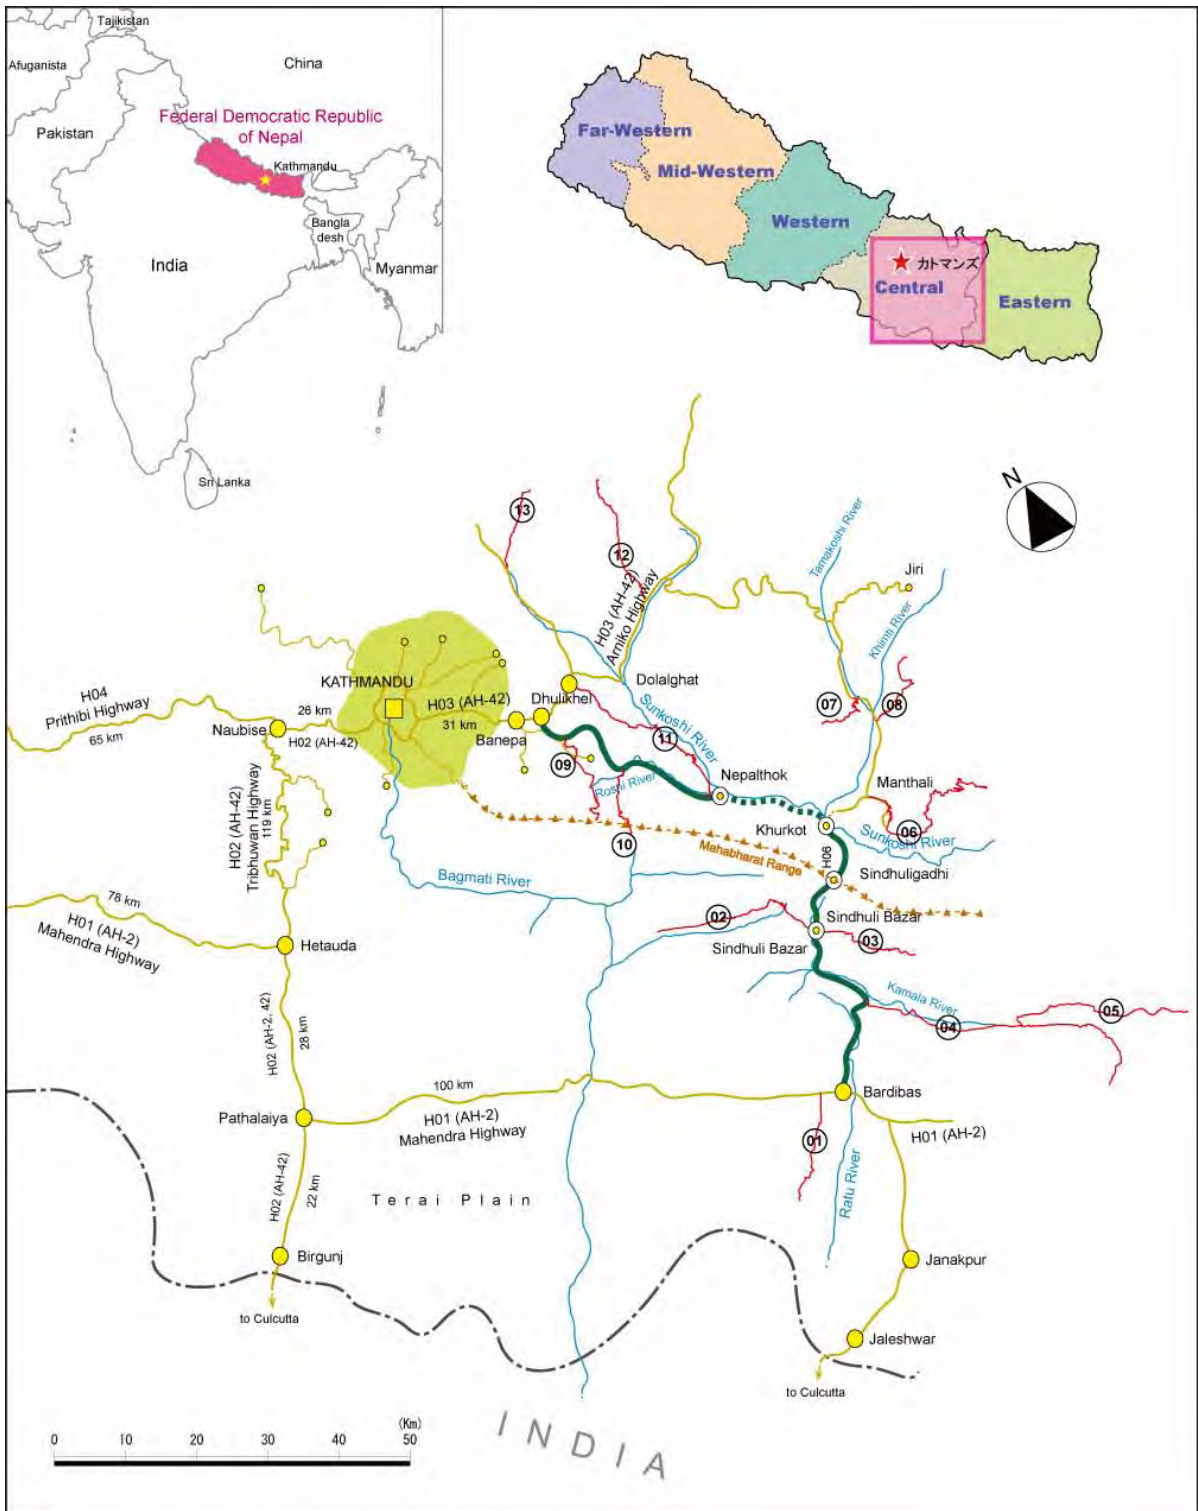 Tajikistan
Afuganista
China
Pakistan
Federal Democratic Republic
of Nepal
Kathmandu
Bangla
desh
India
Myanmar
Sri Lanka
Far-Western
Mid-Western
Western
カトマンズ
Central
Eastern
N
13
12
H03 (AH-42)
Arniko Highway
Tamakoshi River
Jiri
Khimti River
KATHMANDU
Dolalghat
H04
Prithibi Highway
65 km
26 km
Naubise
H02 (AH-42)
H03 (AH-42)
31 km
Dhulikhel
Banepa
Sunkoshi River
11
07
08
09
Rosni River
Nepalthok
Manthali
H02 (AH-42)
Tribhuwan Highway
119 km
10
Khurkot
06
Sunkoshi River
Mahabharat Range
H06
Sindhuligadhi
Bagmati River
78 km
H01 (AH-2)
Mahendra Highway
Hetauda
02
Sindhuli Bazar
03
Sindhuli Bazar
Kamala River
04
05
H02 (AH-2, 42)
28 km
100 km
Bardibas
Pathalaiya
H01 (AH-2)
Mahendra Highway
01
H01 (AH-2)
H02 (AH-42)
22 km
Terai Plain
Ratu River
Birgunj
Janakpur
to Culcutta
Jaleshwar
to Culcutta
INDIA
(Km)
0 10 20 30 40 50